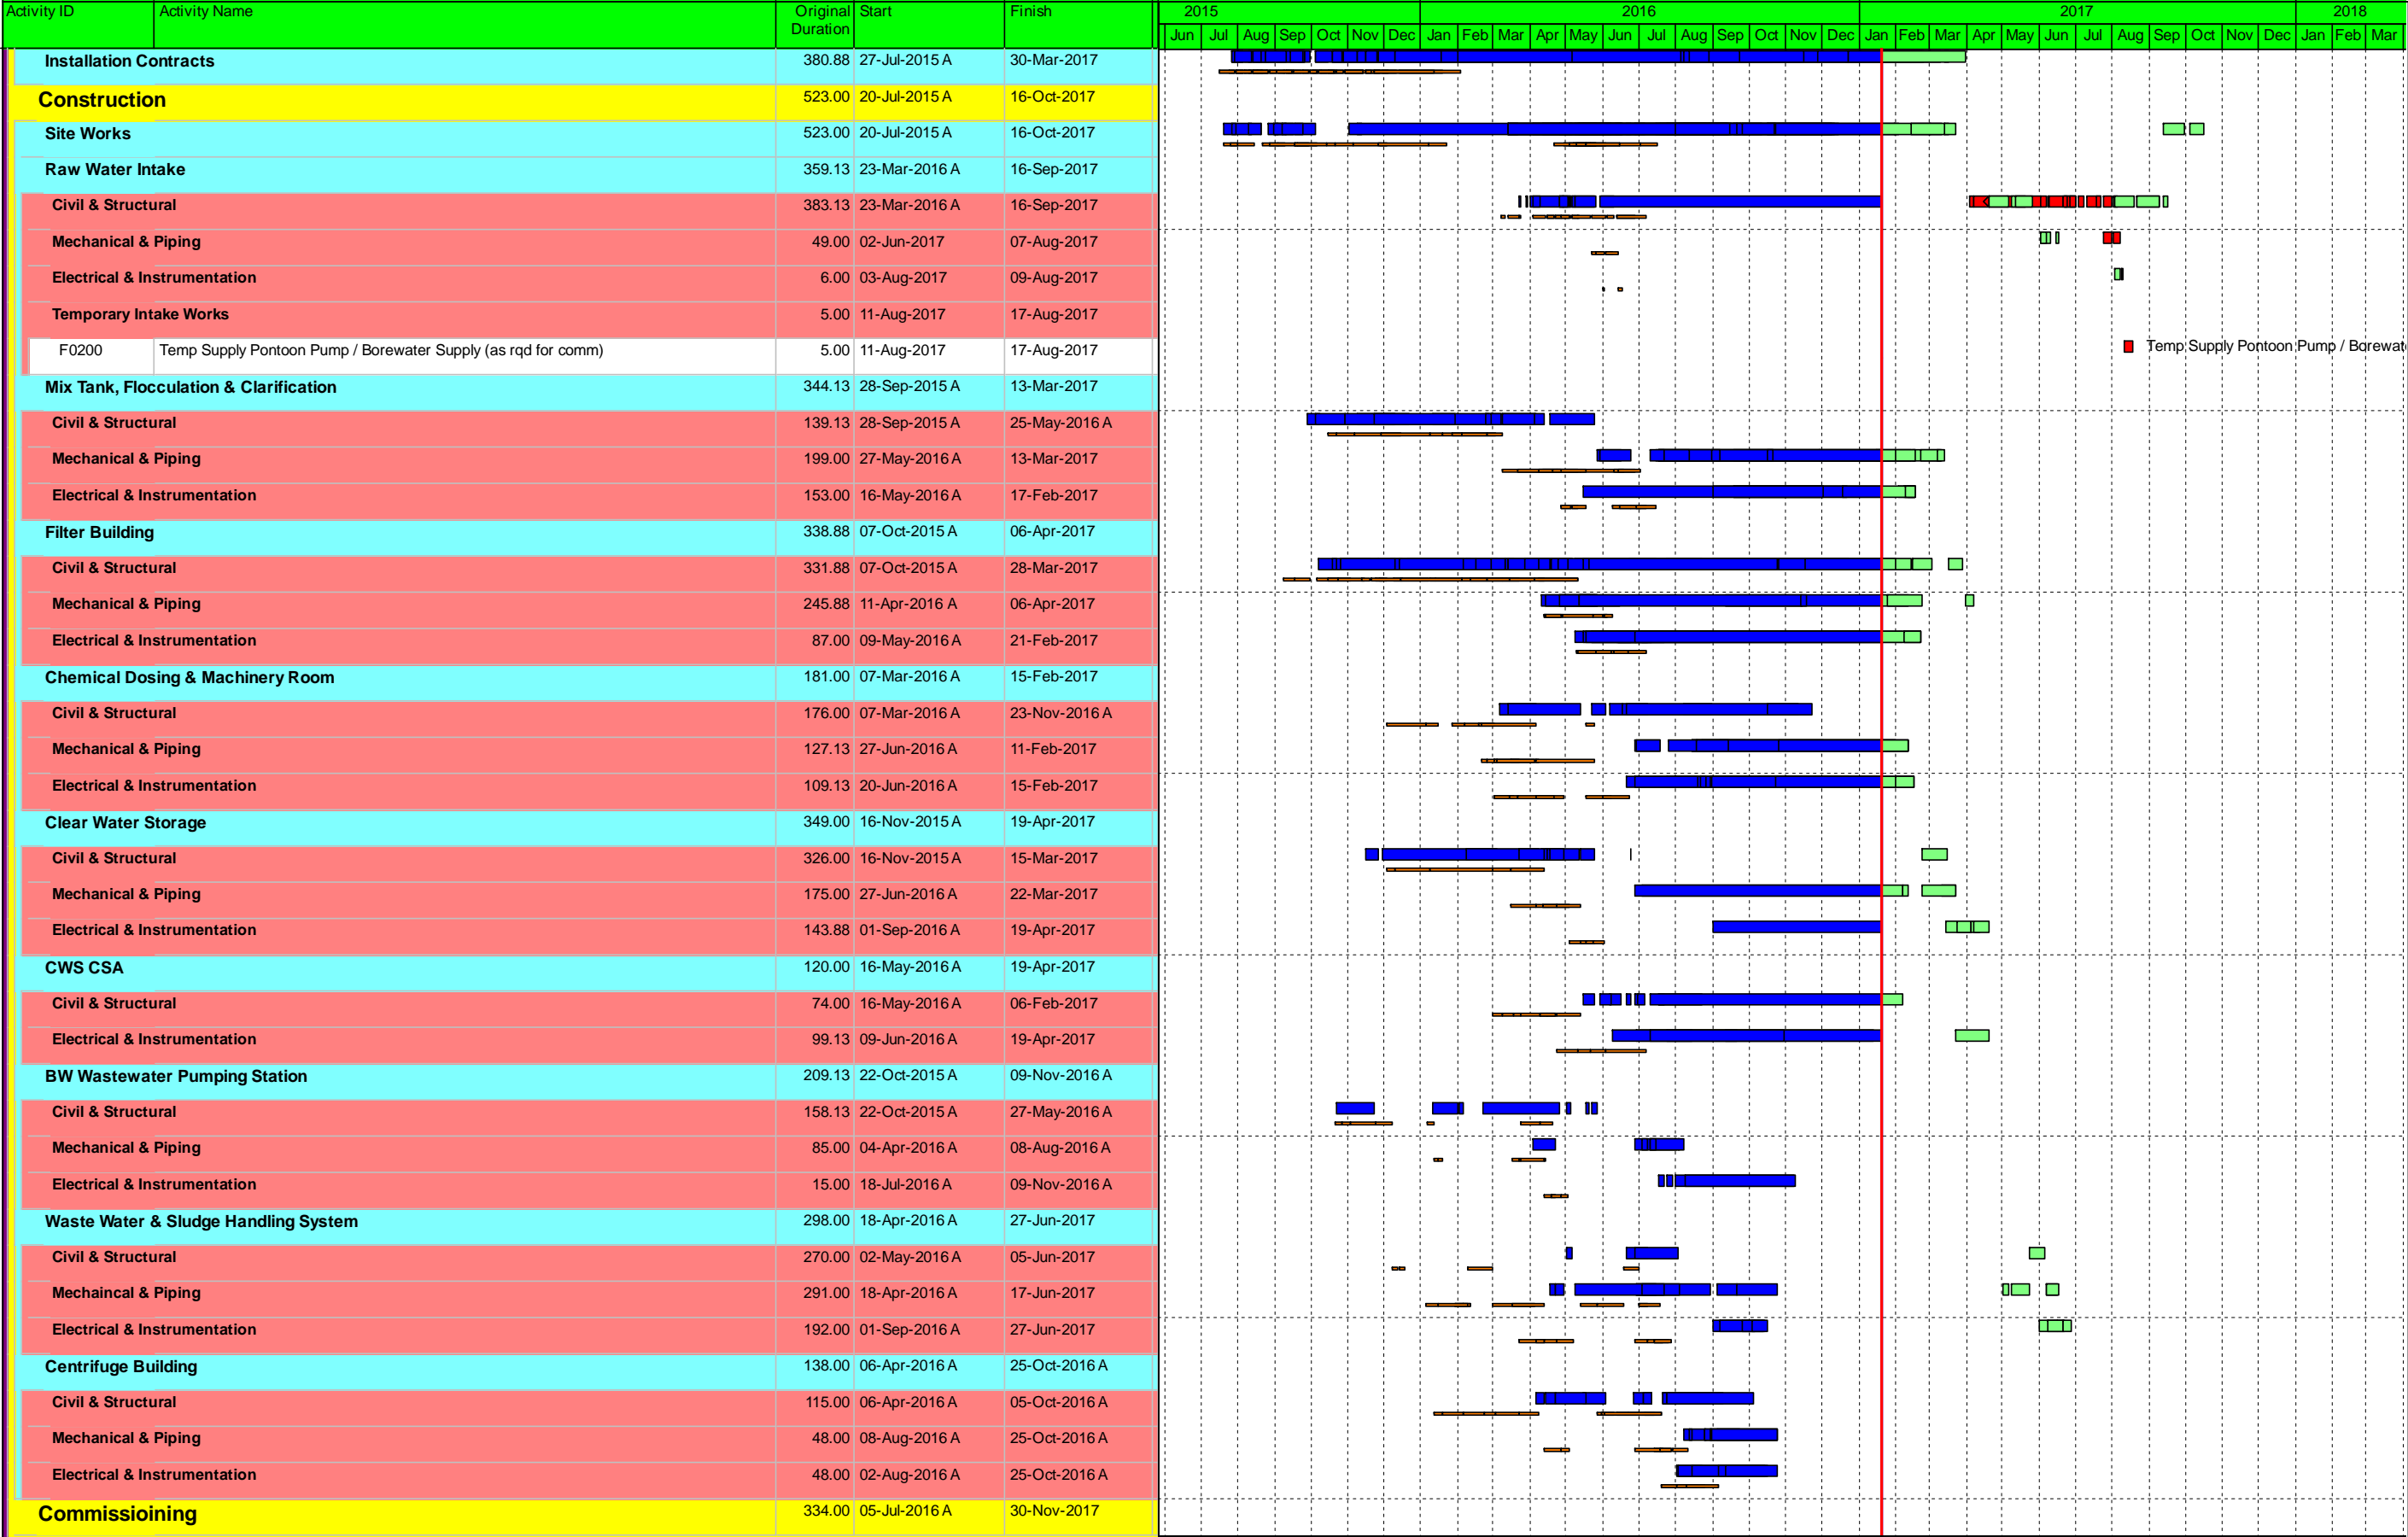 Activity ID Activity Name Original Duration Start Finish 2015 2016 2017 2018
Jun Jul Aug Sep Oct Nov Dec Jan Feb Mar Apr May Jun Jul Aug Sep Oct Nov Dec Jan Feb Mar Apr May Jun Jul Aug Sep Oct Nov Dec Jan Feb Mar
Installation Contracts 380.88 27-Jul-2015 A 30-Mar-2017
Construction 523.00 20-Jul-2015 A 16-Oct-2017
Site Works 523.00 20-Jul-2015 A 16-Oct-2017
Raw Water Intake 359.13 23-Mar-2016 A 16-Sep-2017
Civil & Structural 383.13 23-Mar-2016 A 16-Sep-2017
Mechanical & Piping 49.00 02-Jun-2017 07-Aug-2017
Electrical & Instrumentation 6.00 03-Aug-2017 09-Aug-2017
Temporary Intake Works 5.00 11-Aug-2017 17-Aug-2017
F0200 Temp Supply Pontoon Pump / Borewater Supply (as rqd for comm) 5.00 11-Aug-2017 17-Aug-2017 Temp Supply Pontoon Pump / Borewat
Mix Tank, Flocculation & Clarification 344.13 28-Sep-2015 A 13-Mar-2017
Civil & Structural 139.13 28-Sep-2015 A 25-May-2016 A
Mechanical & Piping 199.00 27-May-2016 A 13-Mar-2017
Electrical & Instrumentation 153.00 16-May-2016 A 17-Feb-2017
Filter Building 338.88 07-Oct-2015 A 06-Apr-2017
Civil & Structural 331.88 07-Oct-2015 A 28-Mar-2017
Mechanical & Piping 245.88 11-Apr-2016 A 06-Apr-2017
Electrical & Instrumentation 87.00 09-May-2016 A 21-Feb-2017
Chemical Dosing & Machinery Room 181.00 07-Mar-2016 A 15-Feb-2017
Civil & Structural 176.00 07-Mar-2016 A 23-Nov-2016 A
Mechanical & Piping 127.13 27-Jun-2016 A 11-Feb-2017
Electrical & Instrumentation 109.13 20-Jun-2016 A 15-Feb-2017
Clear Water Storage 349.00 16-Nov-2015 A 19-Apr-2017
Civil & Structural 326.00 16-Nov-2015 A 15-Mar-2017
Mechanical & Piping 175.00 27-Jun-2016 A 22-Mar-2017
Electrical & Instrumentation 143.88 01-Sep-2016 A 19-Apr-2017
CWS CSA 120.00 16-May-2016 A 19-Apr-2017
Civil & Structural 74.00 16-May-2016 A 06-Feb-2017
Electrical & Instrumentation 99.13 09-Jun-2016 A 19-Apr-2017
BW Wastewater Pumping Station 209.13 22-Oct-2015 A 09-Nov-2016 A
Civil & Structural 158.13 22-Oct-2015 A 27-May-2016 A
Mechanical & Piping 85.00 04-Apr-2016 A 08-Aug-2016 A
Electrical & Instrumentation 15.00 18-Jul-2016 A 09-Nov-2016 A
Waste Water & Sludge Handling System 298.00 18-Apr-2016 A 27-Jun-2017
Civil & Structural 270.00 02-May-2016 A 05-Jun-2017
Mechaincal & Piping 291.00 18-Apr-2016 A 17-Jun-2017
Electrical & Instrumentation 192.00 01-Sep-2016 A 27-Jun-2017
Centrifuge Building 138.00 06-Apr-2016 A 25-Oct-2016 A
Civil & Structural 115.00 06-Apr-2016 A 05-Oct-2016 A
Mechanical & Piping 48.00 08-Aug-2016 A 25-Oct-2016 A
Electrical & Instrumentation 48.00 02-Aug-2016 A 25-Oct-2016 A
Commissioining 334.00 05-Jul-2016 A 30-Nov-2017